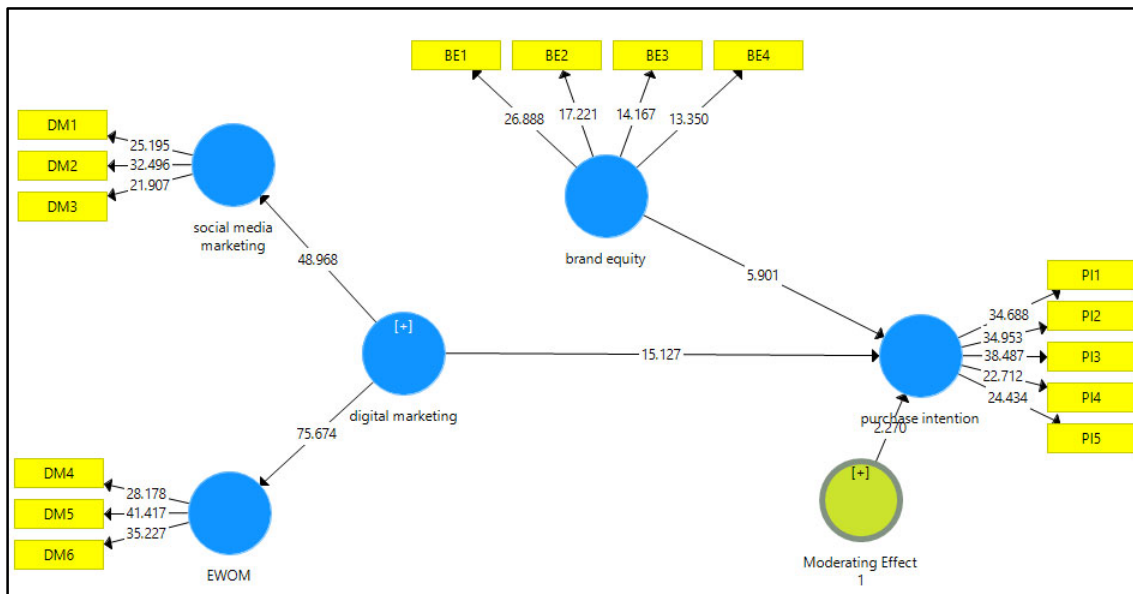 BE1
BE2
BE3
BE4
26.888
17.221
14.167
13.350
DM1
DM2
DM3
25.195
32.496
21.907
social media
marketing
brand equity
48.968
5.901
PI1
PI2
PI3
PI4
PI5
34.688
34.953
38.487
22.712
24.434
[+]
15.127
digital marketing
purchase intention
75.674
2.270
DM4
DM5
DM6
28.178
41.417
35.227
EWOM
[+]
Moderating Effect
1